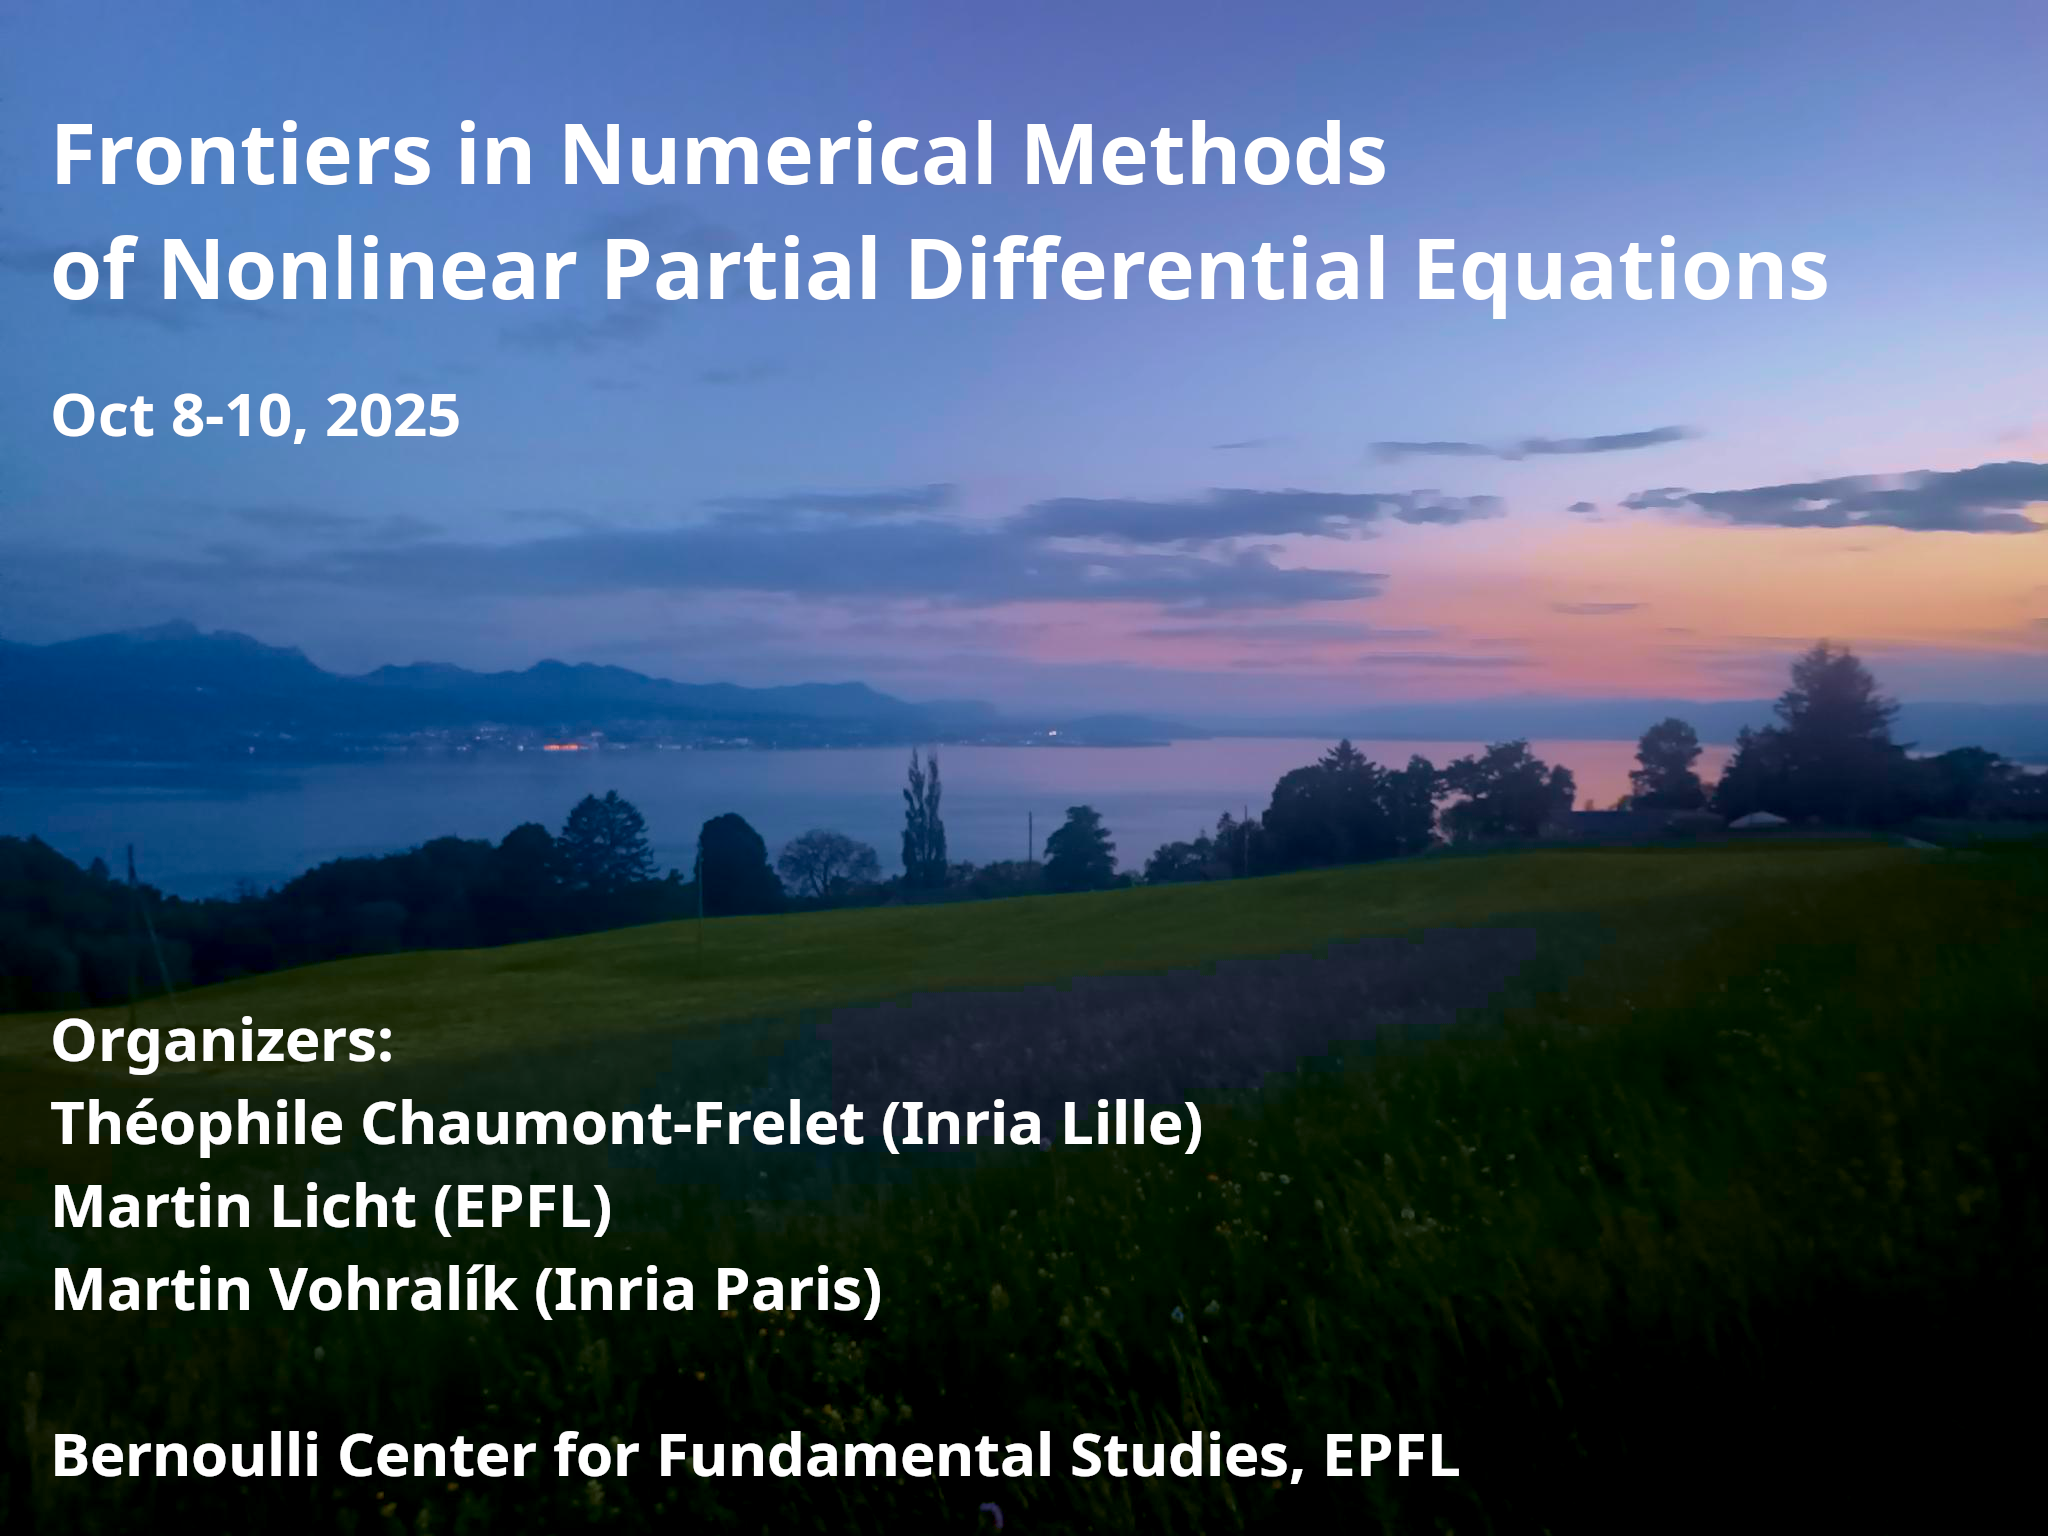 Frontiers in Numerical Methods
of Nonlinear Partial Differential Equations
Oct 8-10, 2025
Organizers:
Théophile Chaumont-Frelet (Inria Lille)
Martin Licht (EPFL)
Martin Vohralík (Inria Paris)
Bernoulli Center for Fundamental Studies, EPFL